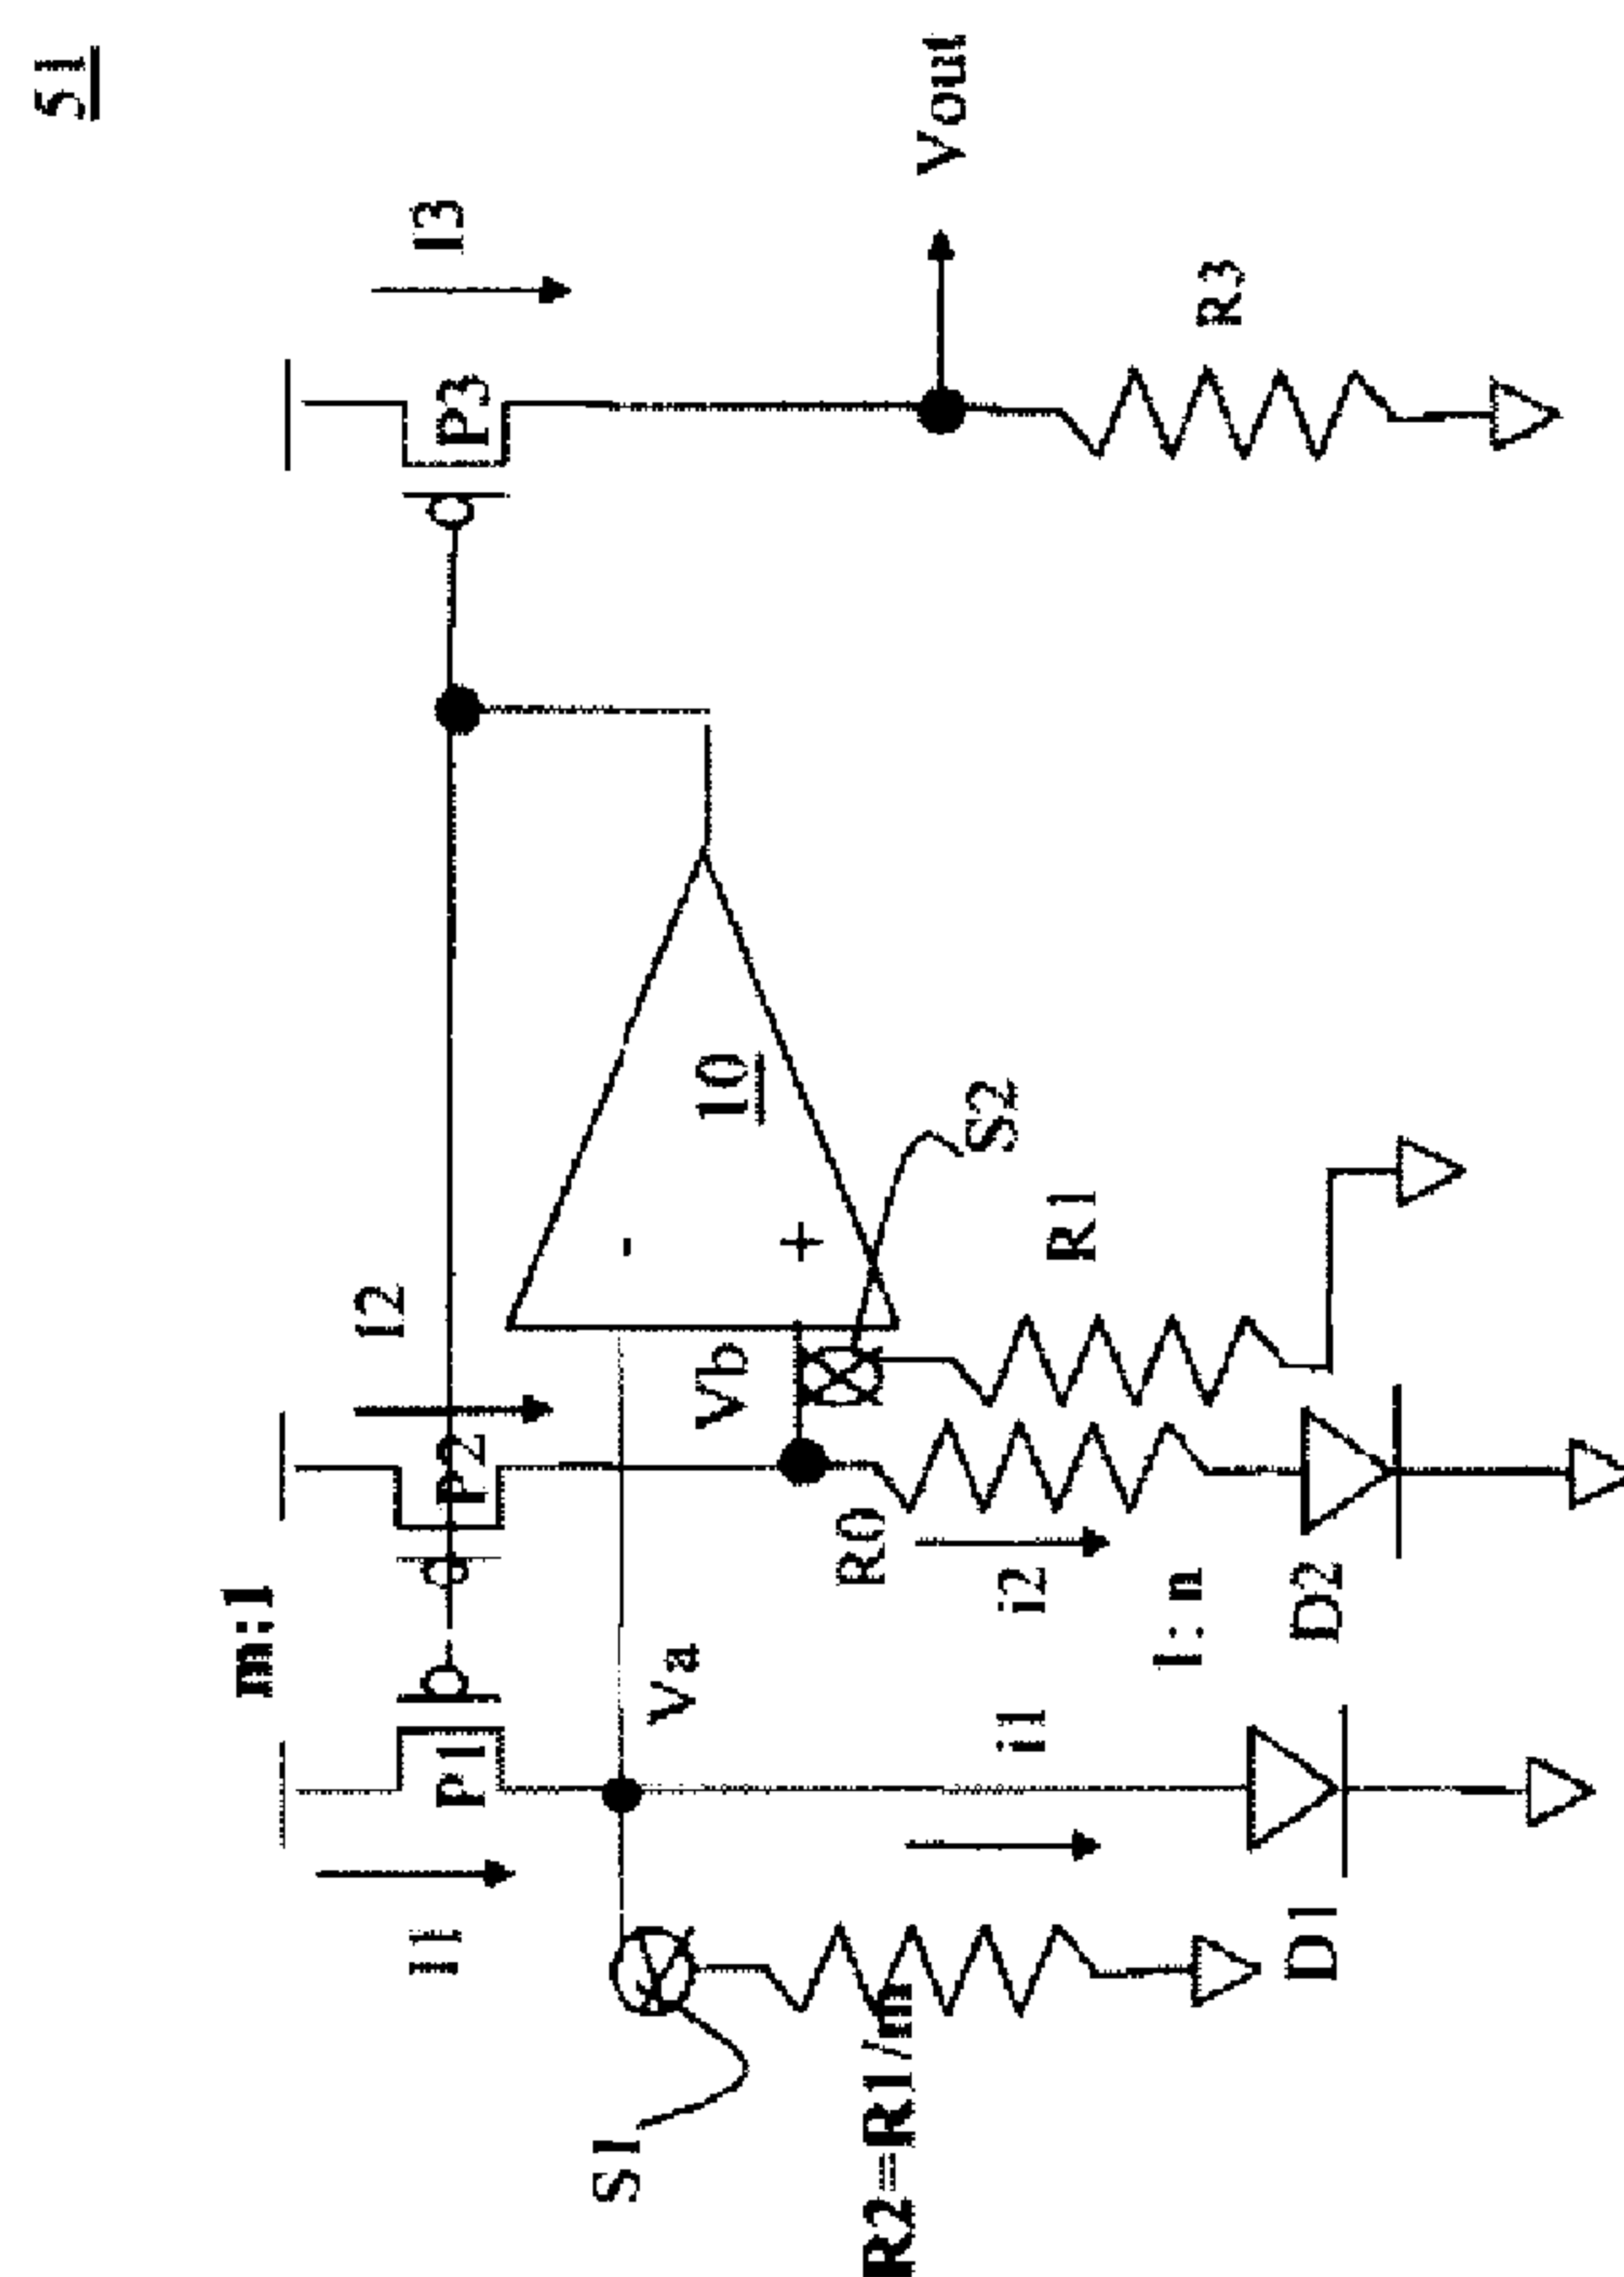 51
m:1
I1
P1
P2
I2
P3
I3
S1
Va
Vb
-
+
10
S2
Vout
R2=R1/m
i1
R0
i2
R1
R3
1:n
D1
D2